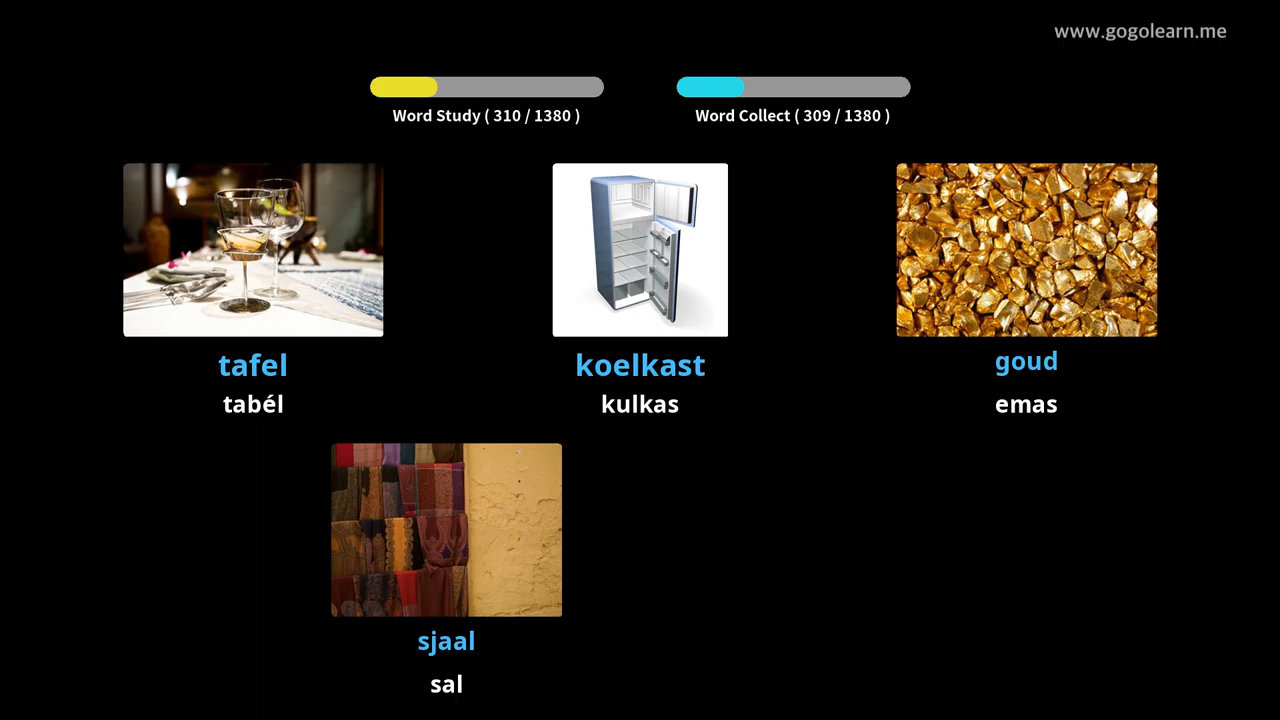 www.gogolearn.me
Word Study ( 310 / 1380 )
Word Collect ( 309 / 1380 )
tafel
tabél
koelkast
kulkas
goud
emas
sjaal
sal